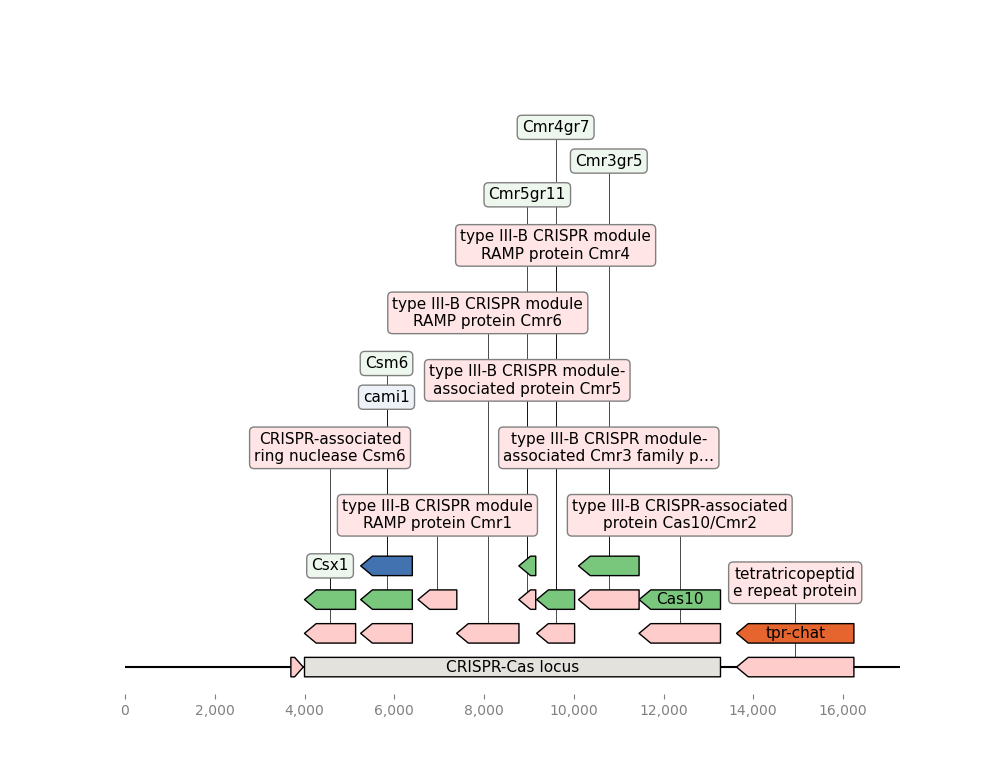 Cmr4gr7
Cmr3gr5
Cmr5gr11
type III-B CRISPR module
RAMP protein Cmr4
type III-B CRISPR module
RAMP protein Cmr6
Csm6
type III-B CRISPR module-
associated protein Cmr5
cami1
CRISPR-associated
ring nuclease Csm6
type III-B CRISPR module-
associated Cmr3 family p…
type III-B CRISPR module
RAMP protein Cmr1
type III-B CRISPR-associated
protein Cas10/Cmr2
Csx1
tetratricopeptid
e repeat protein
Cas10
tpr-chat
CRISPR-Cas locus
0 2,000 4,000 6,000 8,000 10,000 12,000 14,000 16,000